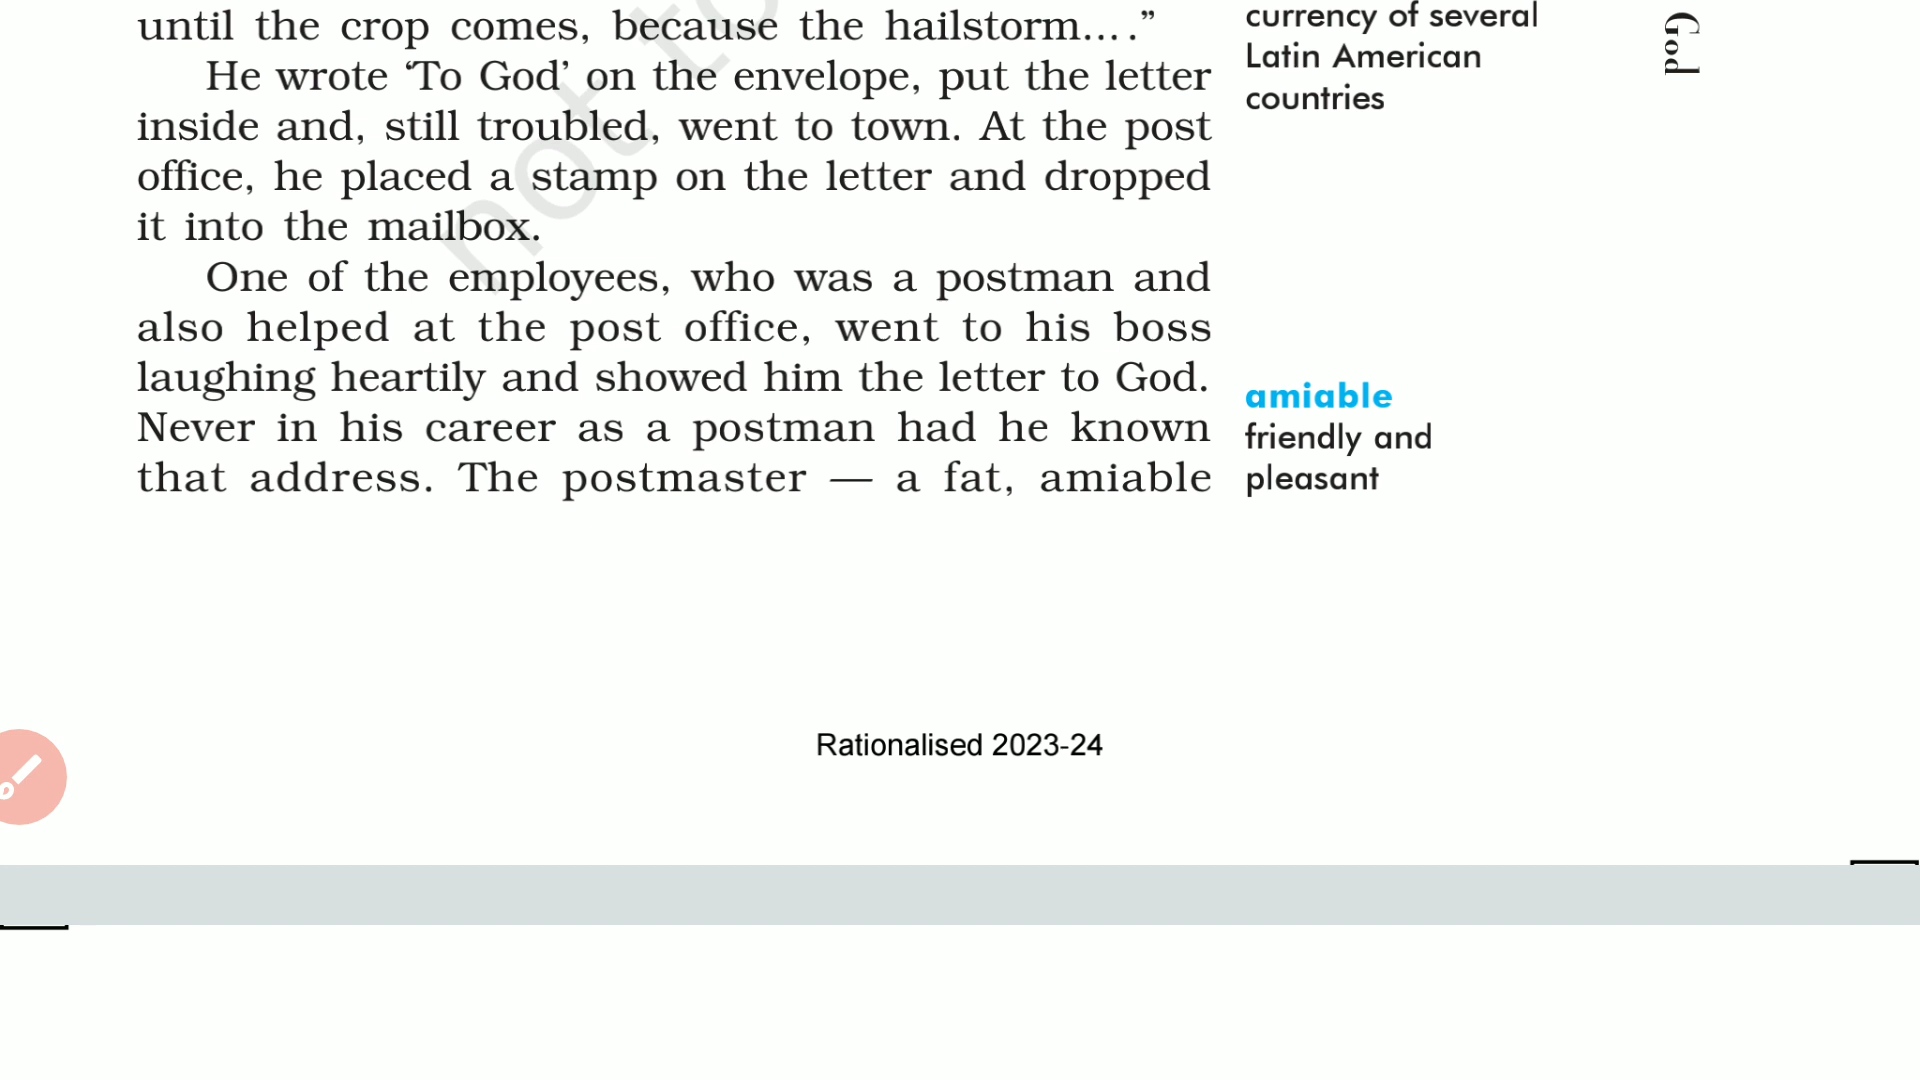 until the crop comes, because the hailstorm... ."
He wrote 'To God' on the envelope, put the letter
inside and, still troubled, went to town. At the post
office, he placed a stamp on the letter and dropped
it into the mailbox.
One of the employees, who was a postman and
also helped at the post office, went to his boss
laughing heartily and showed him the letter to God.
Never in his career as a postman had he known
that address. The postmaster — a fat, amiable
currency of several
Latin American
countries
amiable
friendly and
pleasant
God
not to
Rationalised 2023-24